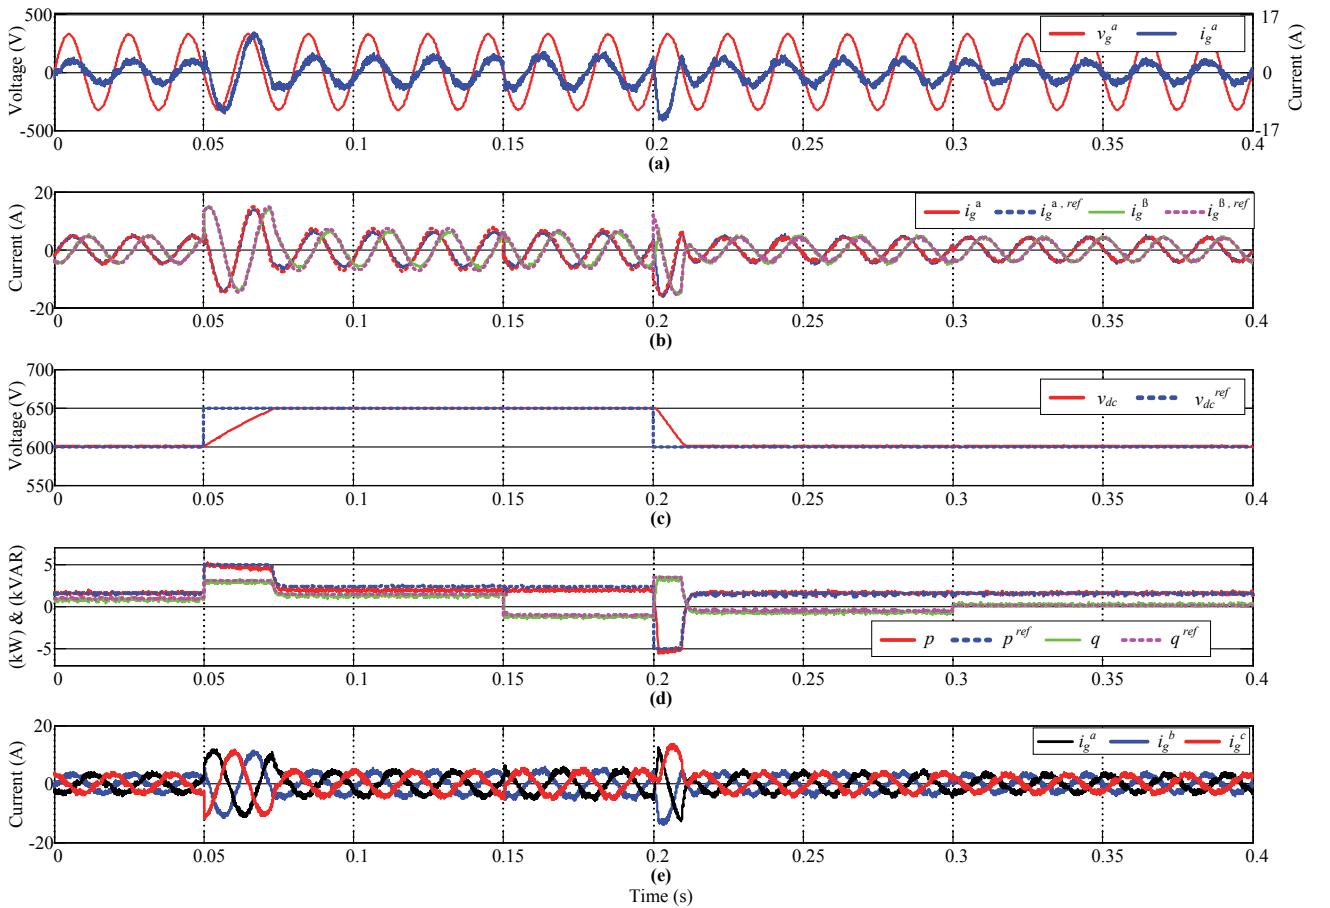 500
0
-500
Voltage (V)
17
0
-17
Current (A)
v_g^a i_g^a
0 0.05 0.1 0.15 0.2 0.25 0.3 0.35 0.4
(a)
20
0
-20
Current (A)
i_g^a i_g^a, ref i_g^ß i_g^ß, ref
0 0.05 0.1 0.15 0.2 0.25 0.3 0.35 0.4
(b)
700
650
600
550
Voltage (V)
v_dc v_dc^ref
0 0.05 0.1 0.15 0.2 0.25 0.3 0.35 0.4
(c)
5
0
-5
(kW) & (kVAR)
p p^ref q q^ref
0 0.05 0.1 0.15 0.2 0.25 0.3 0.35 0.4
(d)
20
0
-20
Current (A)
i_g^a i_g^b i_g^c
0 0.05 0.1 0.15 0.2 0.25 0.3 0.35 0.4
(e)
Time (s)